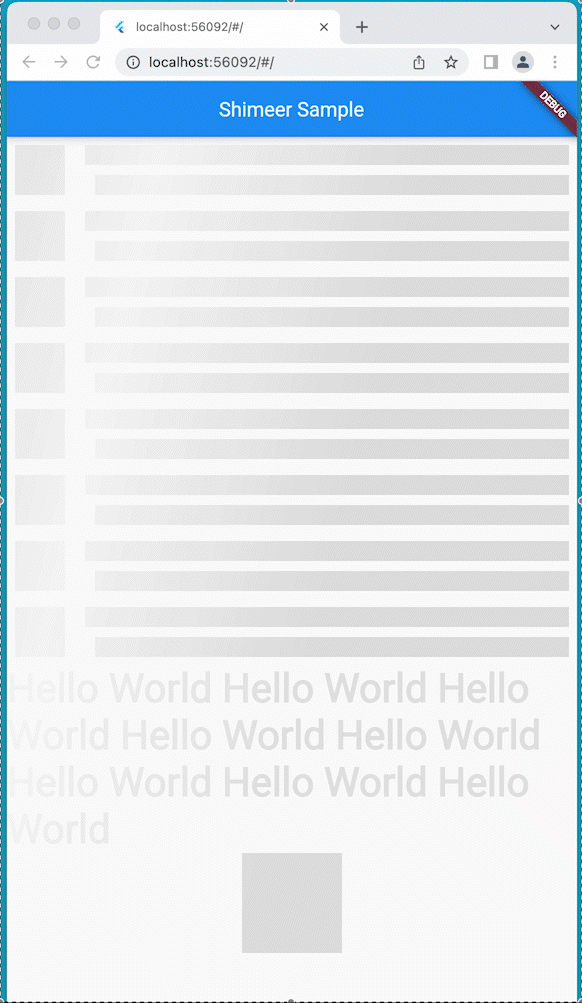 localhost:56092/#/
localhost:56092/#/
Shimeer Sample
DEBUG
Hello World Hello World Hello
World Hello World Hello World
Hello World Hello World Hello
World